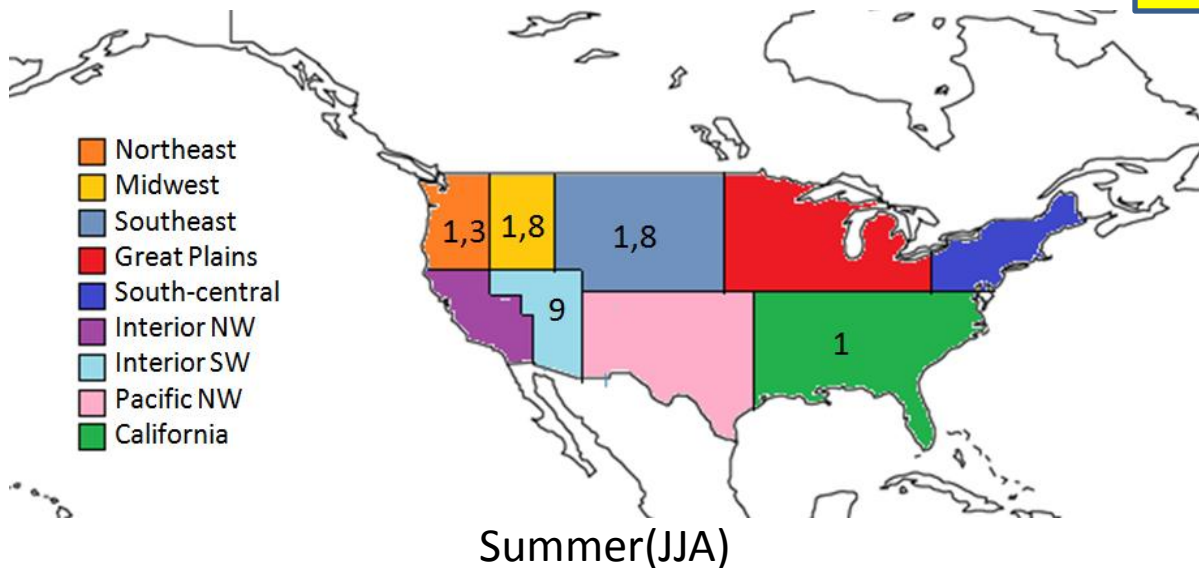 Northeast
Midwest
Southeast
Great Plains
South-central
Interior NW
Interior SW
Pacific NW
California
1,3
1,8
1,8
9
1
Summer(JJA)